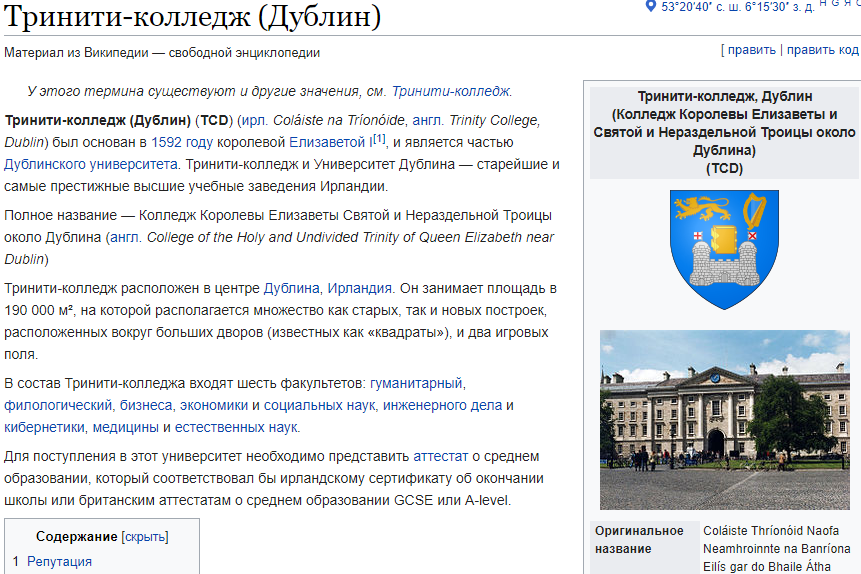 Тринити-колледж (Дублин)
53°20′40″ с. ш. 6°15′30″ з. д. H G Я O
Материал из Википедии — свободной энциклопедии
[ править | править код
У этого термина существуют и другие значения, см. Тринити-колледж.
Тринити-колледж (Дублин) (TCD) (ирл. Coláiste na Tríonóide, англ. Trinity College,
Dublin) был основан в 1592 году королевой Елизаветой I[1], и является частью
Дублинского университета. Тринити-колледж и Университет Дублина — старейшие и
самые престижные высшие учебные заведения Ирландии.
Полное название — Колледж Королевы Елизаветы Святой и Нераздельной Троицы
около Дублина (англ. College of the Holy and Undivided Trinity of Queen Elizabeth near
Dublin)
Тринити-колледж расположен в центре Дублина, Ирландия. Он занимает площадь в
190 000 м², на которой располагается множество как старых, так и новых построек,
расположенных вокруг больших дворов (известных как «квадраты»), и два игровых
поля.
В состав Тринити-колледжа входят шесть факультетов: гуманитарный,
филологический, бизнеса, экономики и социальных наук, инженерного дела и
кибернетики, медицины и естественных наук.
Для поступления в этот университет необходимо представить аттестат о среднем
образовании, который соответствовал бы ирландскому сертификату об окончании
школы или британским аттестатам о среднем образовании GCSE или A-level.
Содержание [скрыть]
1 Репутация
Тринити-колледж, Дублин
(Колледж Королевы Елизаветы и
Святой и Нераздельной Троицы около
Дублина)
(TCD)
Оригинальное
название
Coláiste Thríonóid Naofa
Neamhroinnte na Banríona
Eilís gar do Bhaile Átha